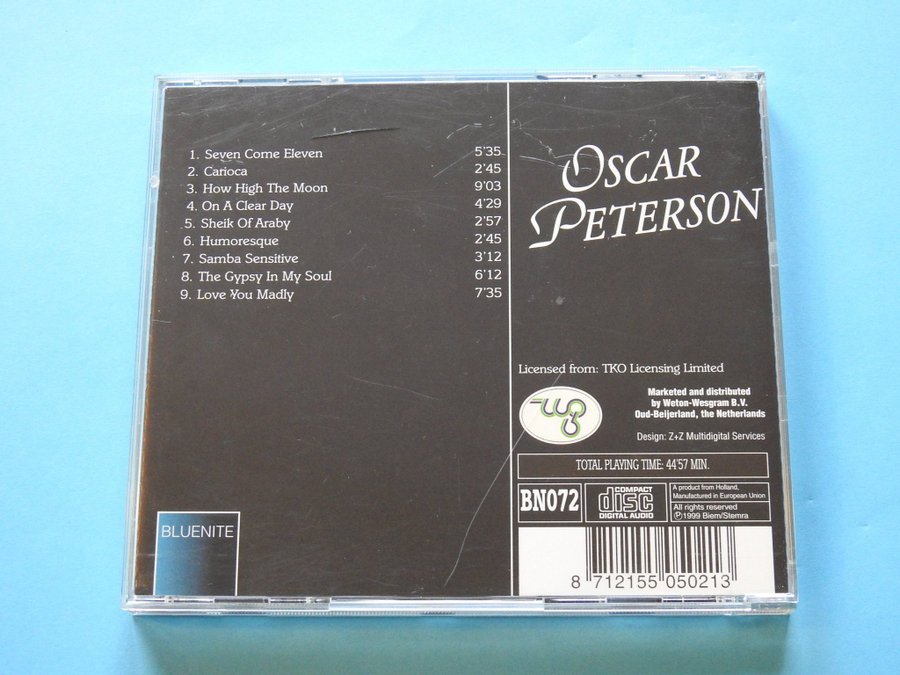 1. Seven Come Eleven 5'35
2. Carioca 2'45
3. How High The Moon 9'03
4. On A Clear Day 4'29
5. Sheik Of Araby 2'57
6. Humoresque 2'45
7. Samba Sensitive 3'12
8. The Gypsy In My Soul 6'12
9. Love You Madly 7'35
BLUENITE
OSCAR
PETERSON
Licensed from: TKO Licensing Limited
Marketed and distributed
by Weton-Wesgram B.V.
Oud-Beijerland, the Netherlands
Design: Z+Z Multidigital Services
TOTAL PLAYING TIME: 44'57 MIN.
BN072
COMPACT
disc
DIGITAL AUDIO
A product from Holland,
Manufactured in European Union
All rights reserved
℗1999 Biem/Stemra
8 712155 050213